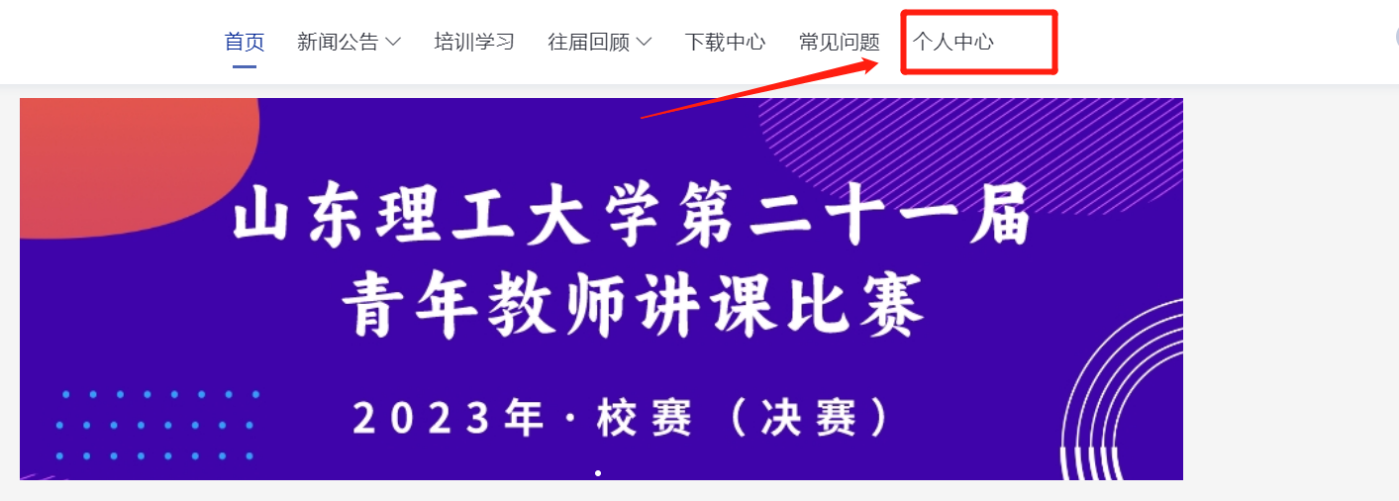 首页 新闻公告 培训学习 往届回顾 下载中心 常见问题 个人中心
山东理工大学第二十一届
青年教师讲课比赛
2023年·校赛（决赛）